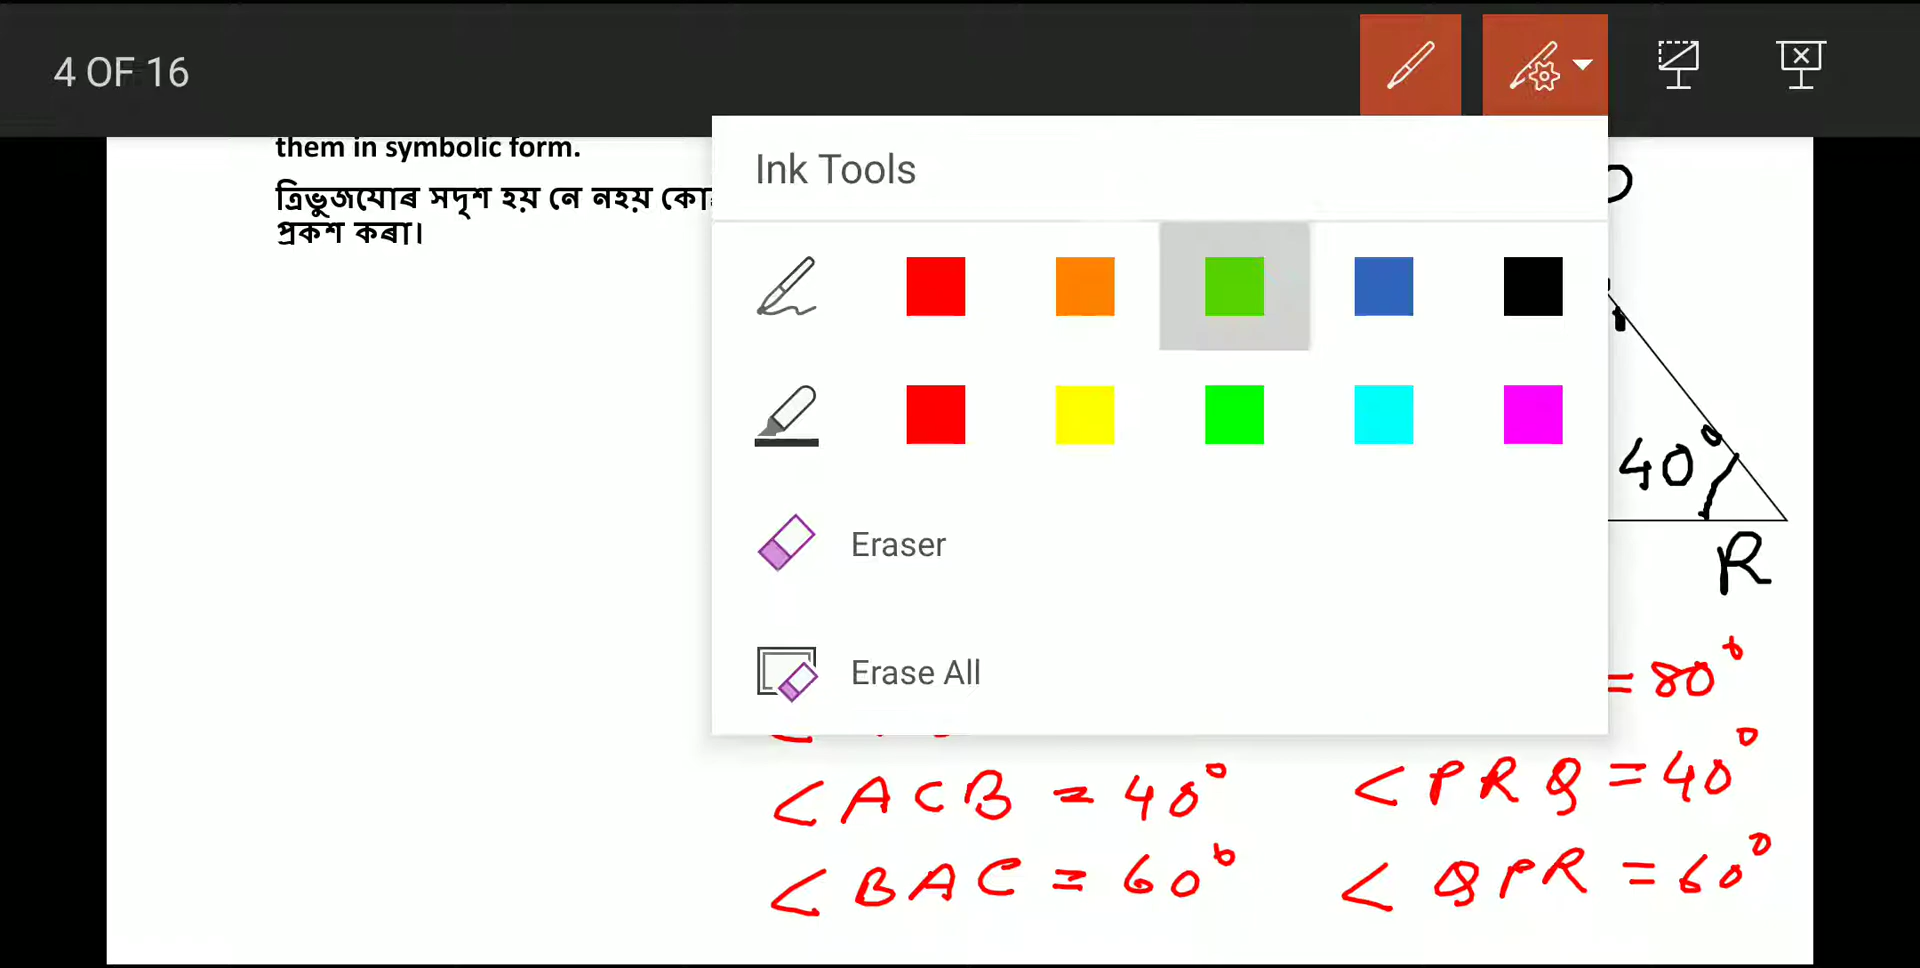 4 OF 16
them in symbolic form.
ত্ৰিভুজযোৰ সদৃশ হয় নে নহয়
প্ৰকশ কৰা।
Ink Tools
Eraser
Erase All
40°
R
= 80°
<ACB = 40°
<PRQ = 40°
<BAC = 60°
<QPR = 60°